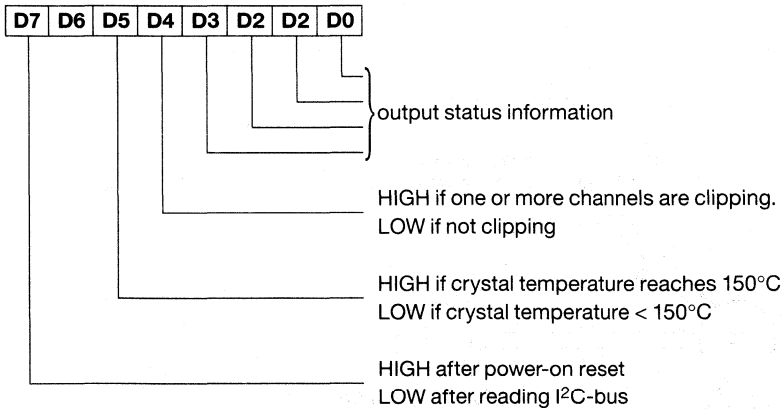 D7 D6 D5 D4 D3 D2 D2 D0
output status information
HIGH if one or more channels are clipping.
LOW if not clipping
HIGH if crystal temperature reaches 150°C
LOW if crystal temperature < 150°C
HIGH after power-on reset
LOW after reading I²C-bus